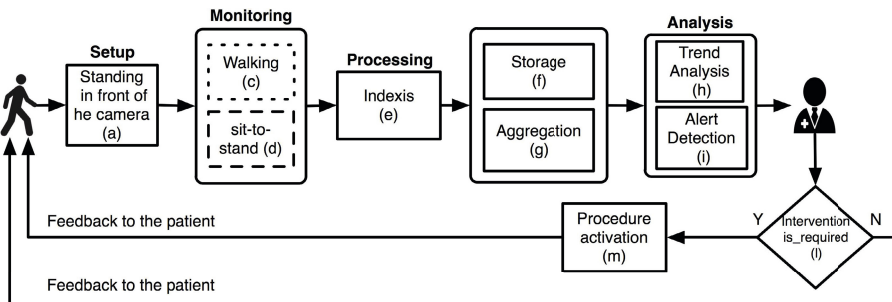 Setup
Standing
in front of
he camera
(a)
Monitoring
Walking
(c)
sit-to-
stand (d)
Processing
Indexis
(e)
Storage
(f)
Aggregation
(g)
Analysis
Trend
Analysis
(h)
Alert
Detection
(i)
Y
Intervention
is_required
(l)
N
Procedure
activation
(m)
Feedback to the patient
Feedback to the patient